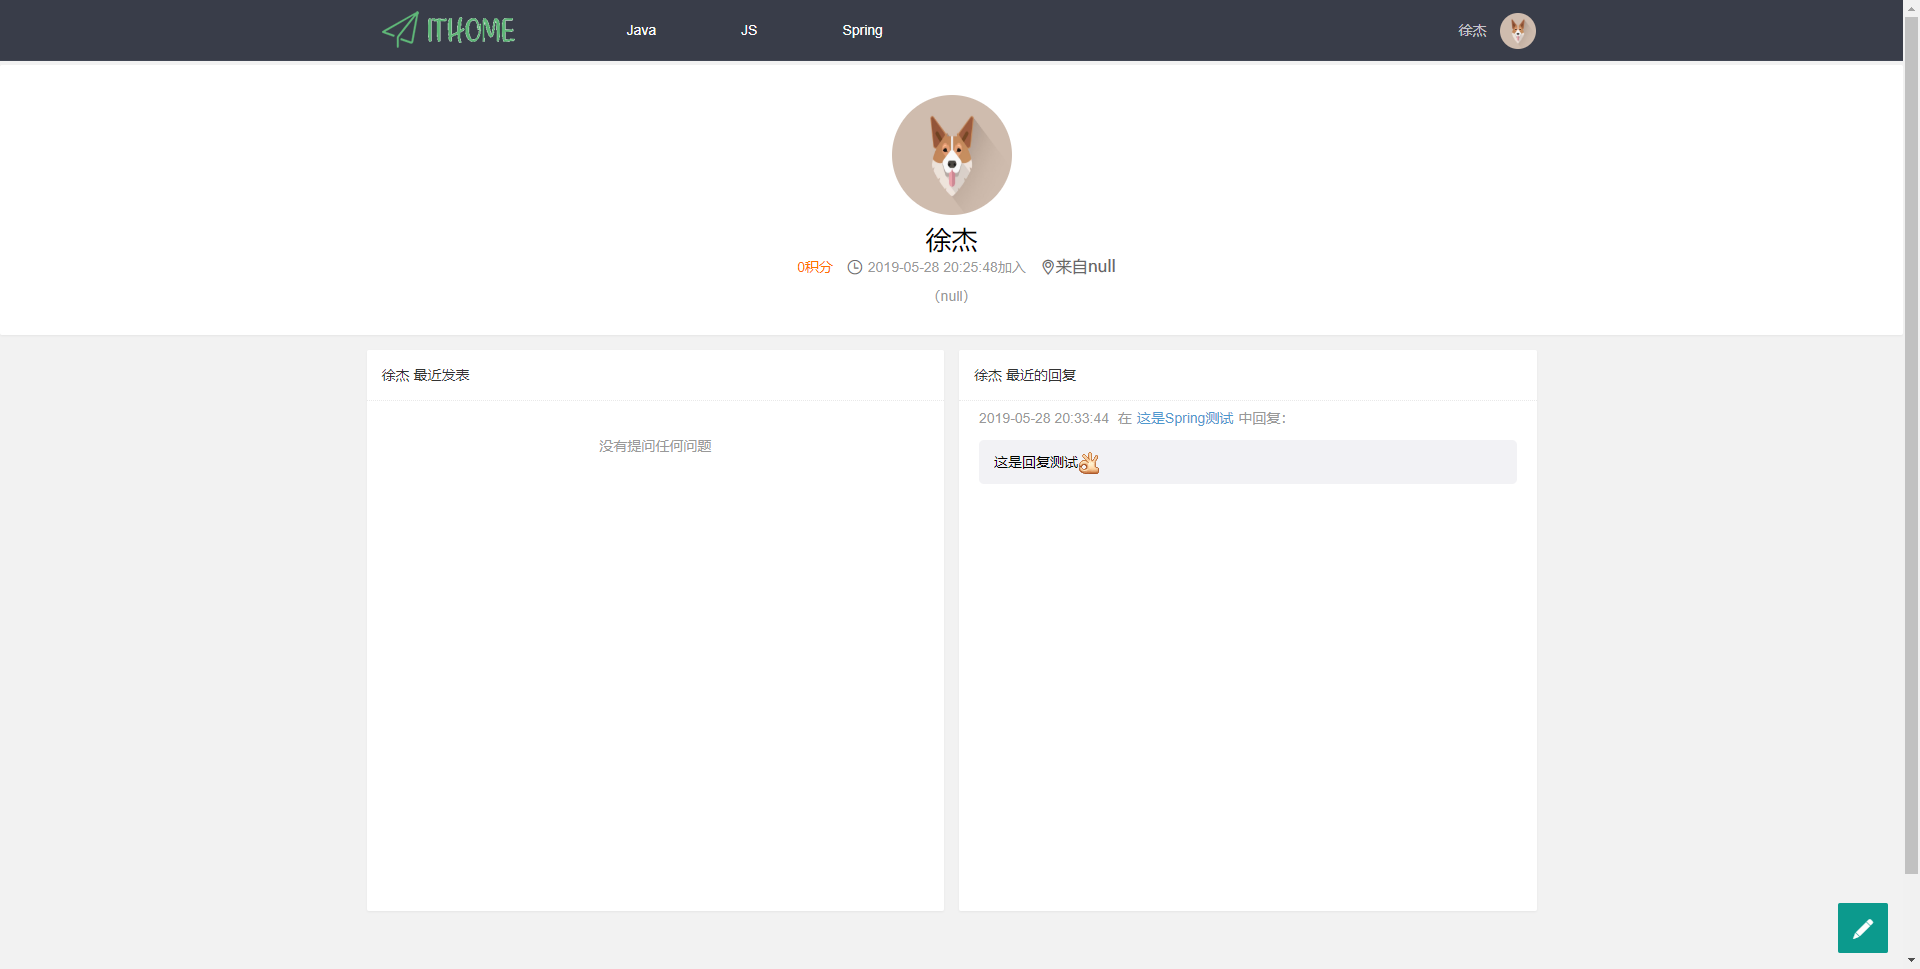 ITHOME Java JS Spring 徐杰
徐杰
0积分 2019-05-28 20:25:48加入 来自null
（null）
徐杰 最近发表
没有提问任何问题
徐杰 最近的回复
2019-05-28 20:33:44 在 这是Spring测试 中回复：
这是回复测试